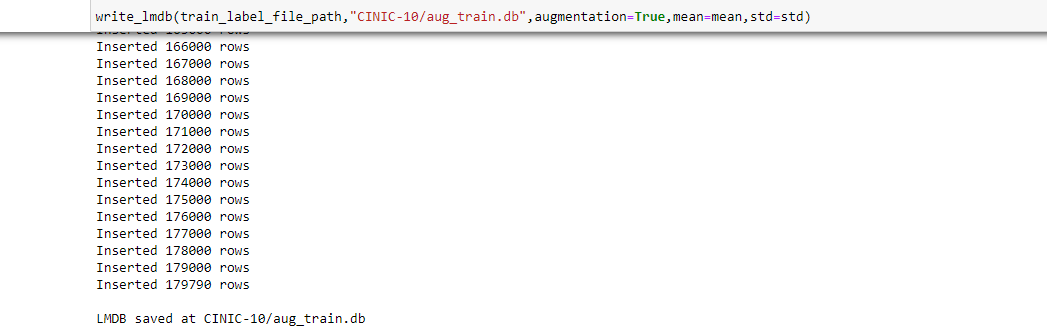 write_lmdb(train_label_file_path,"CINIC-10/aug_train.db",augmentation=True,mean=mean,std=std)
Inserted 165000 rows
Inserted 166000 rows
Inserted 167000 rows
Inserted 168000 rows
Inserted 169000 rows
Inserted 170000 rows
Inserted 171000 rows
Inserted 172000 rows
Inserted 173000 rows
Inserted 174000 rows
Inserted 175000 rows
Inserted 176000 rows
Inserted 177000 rows
Inserted 178000 rows
Inserted 179000 rows
Inserted 179790 rows
LMDB saved at CINIC-10/aug_train.db